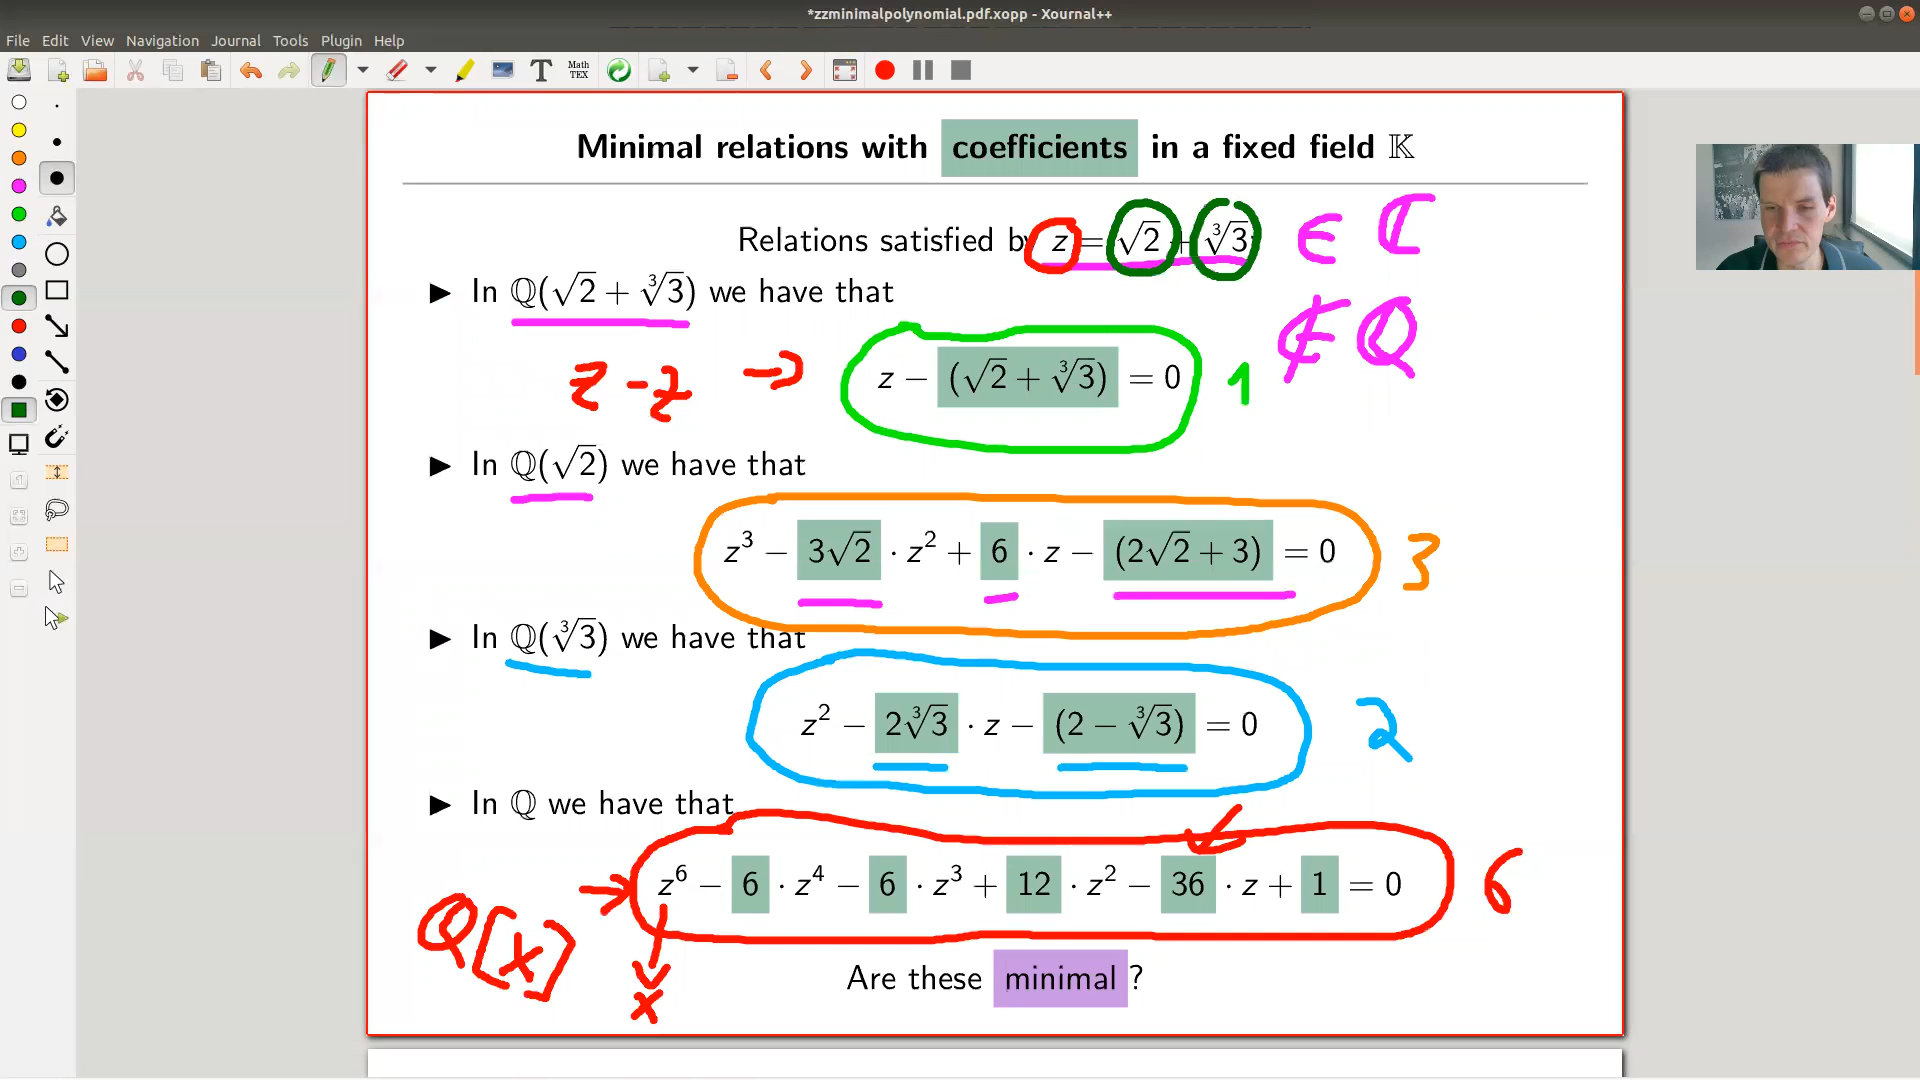 *zzminimalpolynomial.pdf.xopp - Xournal++
File Edit View Navigation Journal Tools Plugin Help
T Math TEX
Minimal relations with coefficients in a fixed field 𝕂
Relations satisfied by z = √2 + ∛3 ∈ ℂ
▶ In ℚ(√2 + ∛3) we have that ∉ ℚ
z - z → z − (√2 + ∛3) = 0 1
▶ In ℚ(√2) we have that
z³ − 3√2 · z² + 6 · z − (2√2 + 3) = 0 3
▶ In ℚ(∛3) we have that
z² − 2∛3 · z − (2 − ∛3) = 0 2
▶ In ℚ we have that
→ z⁶ − 6 · z⁴ − 6 · z³ + 12 · z² − 36 · z + 1 = 0 6
ℚ[X]
x
Are these minimal ?